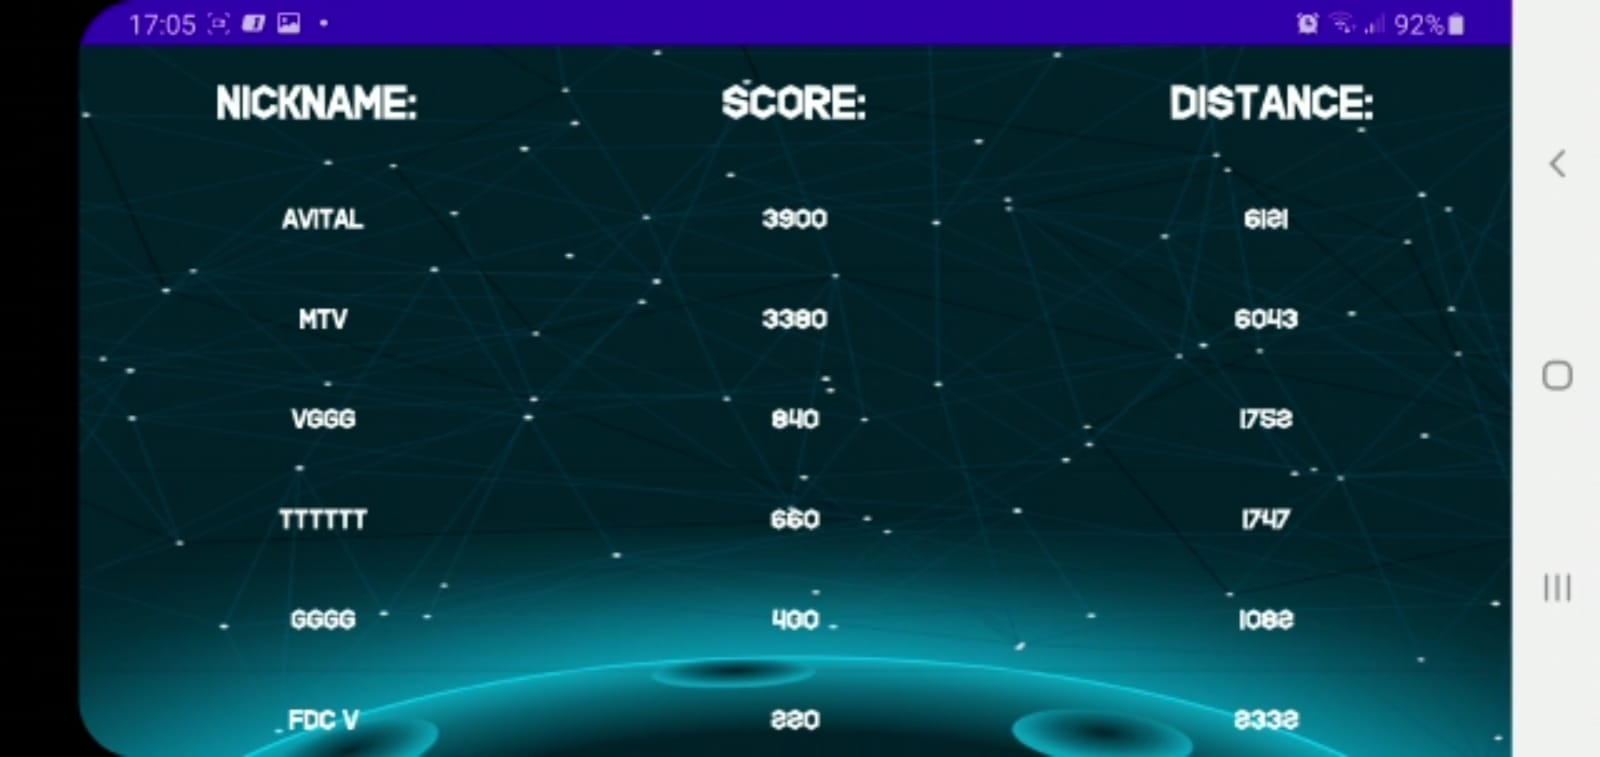 17:05 92%
NICKNAME: SCORE: DISTANCE:
AVITAL 3900 6121
MTV 3380 6043
VGGG 840 1752
TTTTTT 660 1747
GGGG 400 1082
FDC V 220 2332